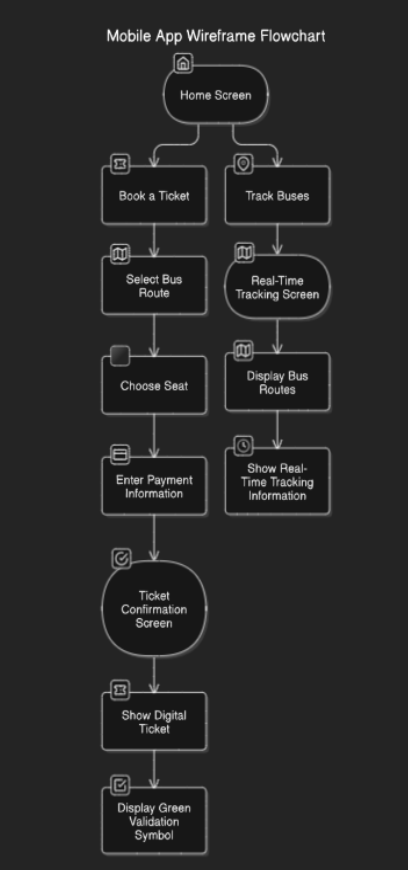 Mobile App Wireframe Flowchart
Home Screen
Book a Ticket
Track Buses
Select Bus
Route
Real-Time
Tracking Screen
Choose Seat
Display Bus
Routes
Enter Payment
Information
Show Real-
Time Tracking
Information
Ticket
Confirmation
Screen
Show Digital
Ticket
Display Green
Validation
Symbol